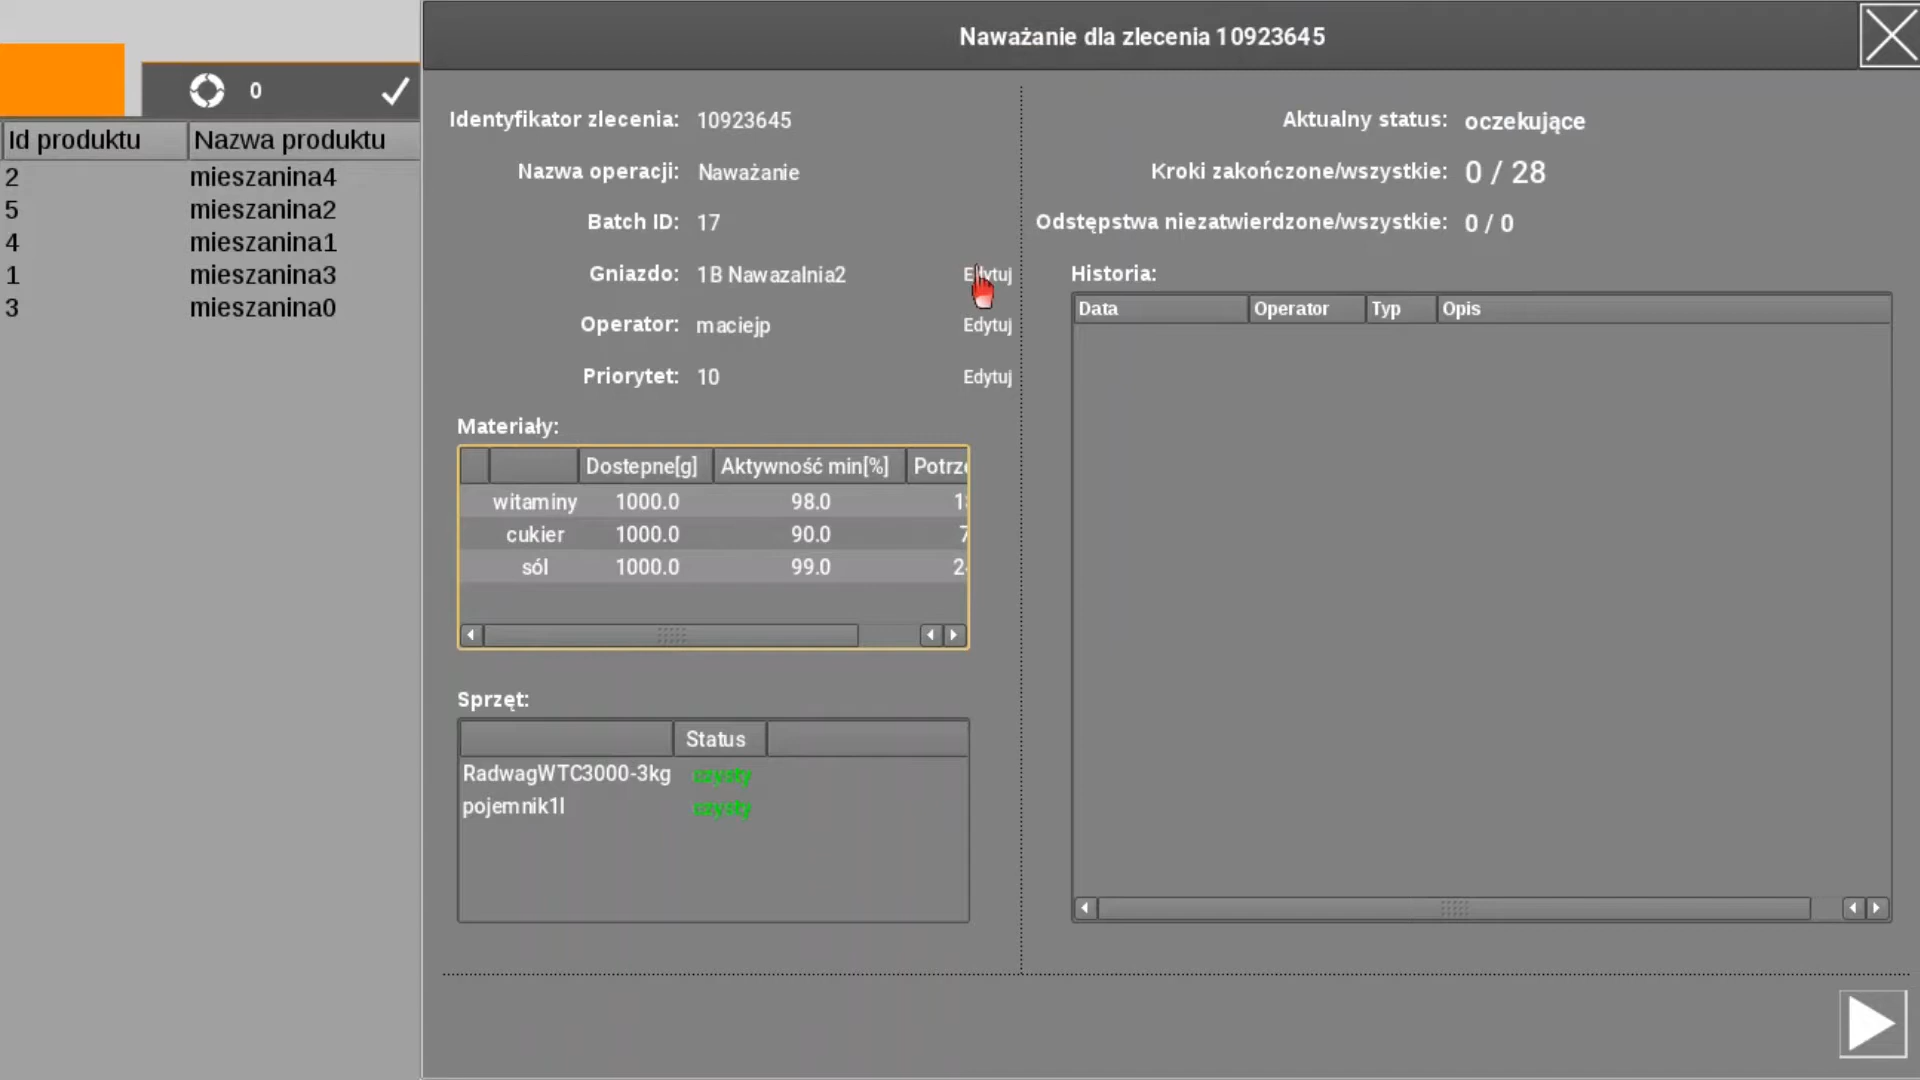 Naważanie dla zlecenia 10923645
0
Id produktu Nazwa produktu
2 mieszanina4
5 mieszanina2
4 mieszanina1
1 mieszanina3
3 mieszanina0
Identyfikator zlecenia: 10923645
Nazwa operacji: Naważanie
Batch ID: 17
Gniazdo: 1B Nawazalnia2
Operator: maciejp Edytuj
Priorytet: 10 Edytuj
Materiały:
Dostepne[g] Aktywność min[%]
witaminy 1000.0 98.0
cukier 1000.0 90.0
sól 1000.0 99.0
Sprzęt:
Status
RadwagWTC3000-3kg czysty
pojemnik1l czysty
Aktualny status: oczekujące
Kroki zakończone/wszystkie: 0 / 28
Odstępstwa niezatwierdzone/wszystkie: 0 / 0
Historia:
Data Operator Typ Opis